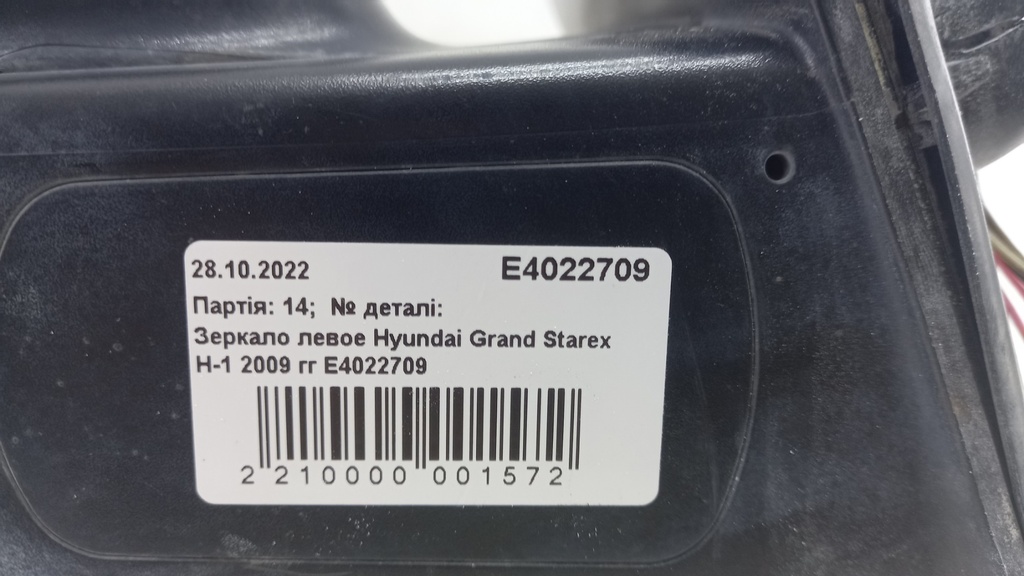 28.10.2022 E4022709
Партія: 14; № деталі:
Зеркало левое Hyundai Grand Starex
H-1 2009 гг E4022709
2 210000 001572